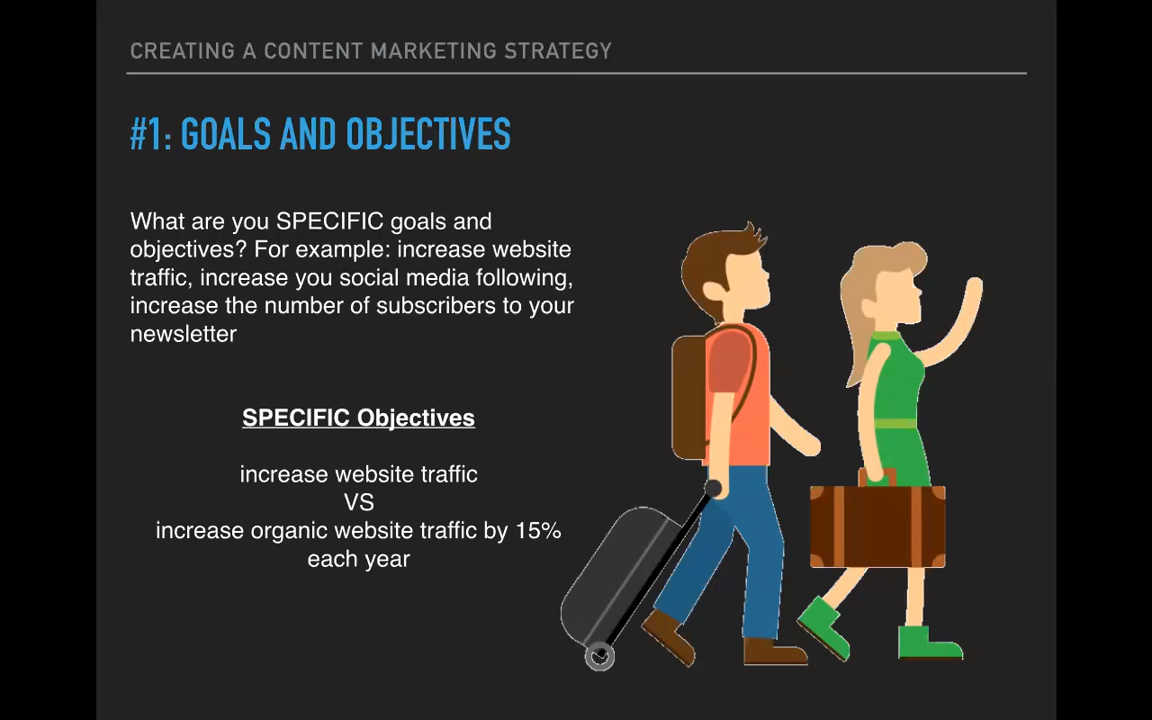 CREATING A CONTENT MARKETING STRATEGY
#1: GOALS AND OBJECTIVES
What are you SPECIFIC goals and
objectives? For example: increase website
traffic, increase you social media following,
increase the number of subscribers to your
newsletter
SPECIFIC Objectives
increase website traffic
VS
increase organic website traffic by 15%
each year